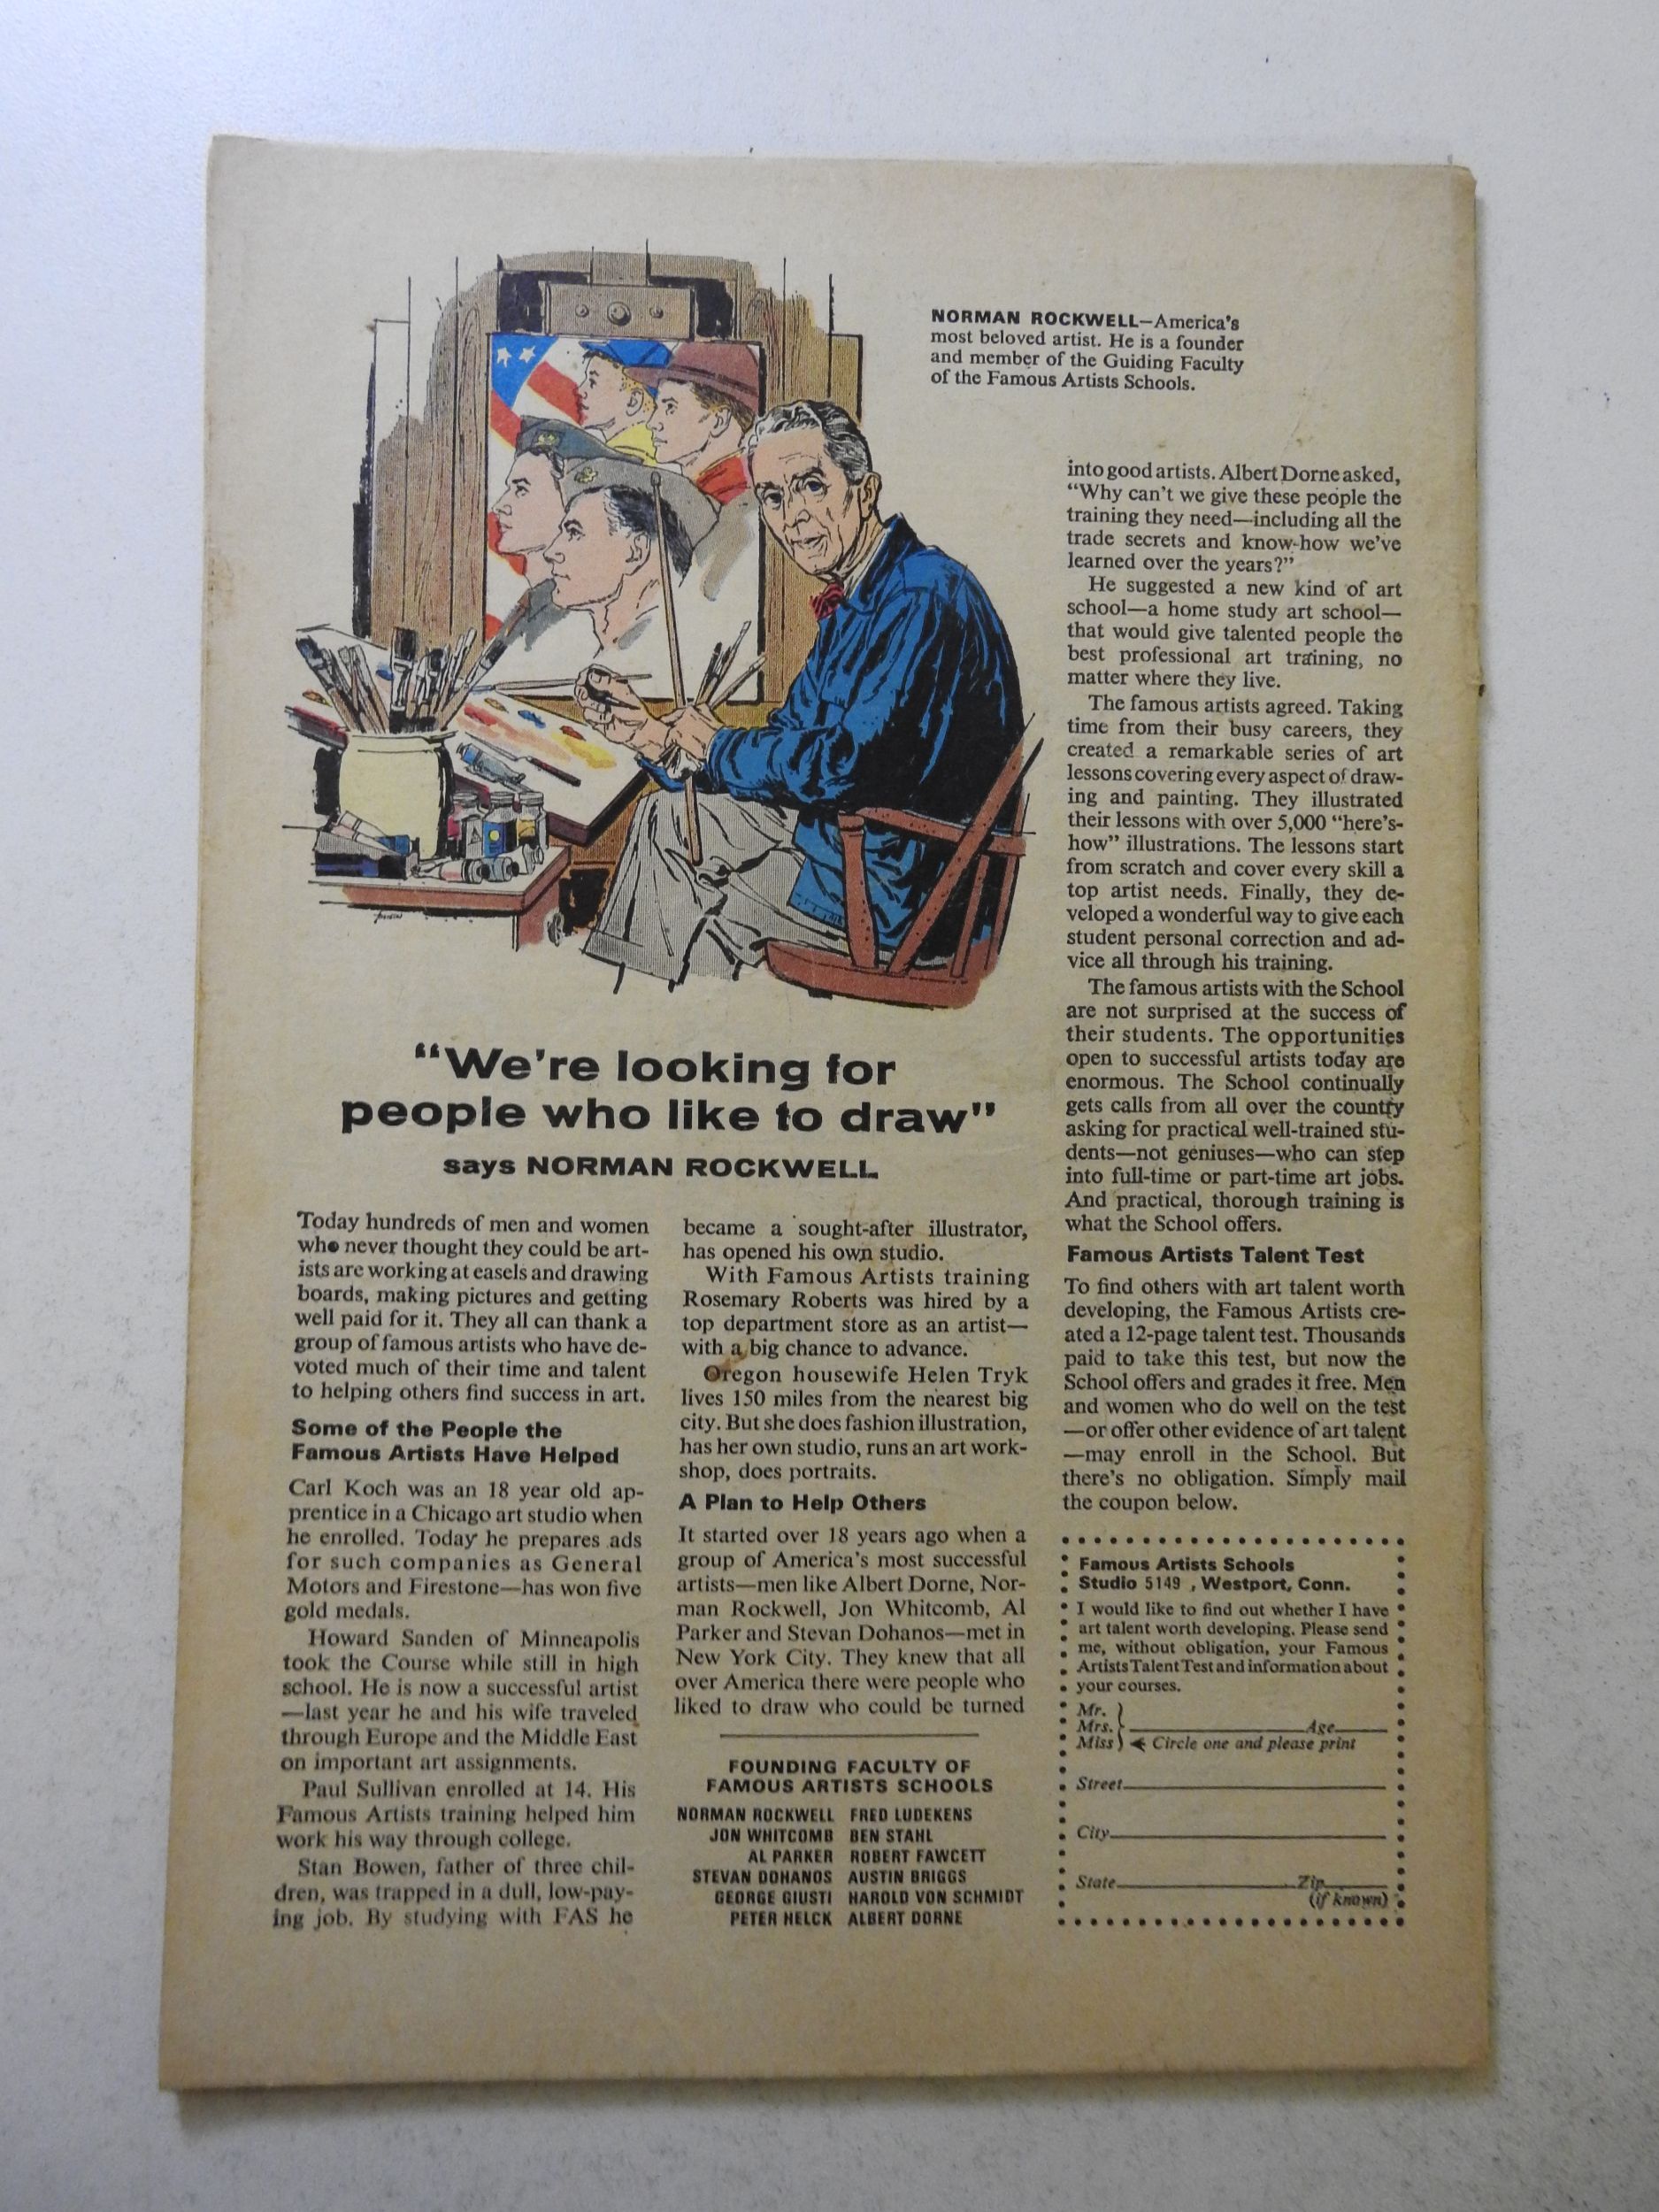 NORMAN ROCKWELL—America's
most beloved artist. He is a founder
and member of the Guiding Faculty
of the Famous Artists Schools.
"We're looking for
people who like to draw"
says NORMAN ROCKWELL
Today hundreds of men and women
who never thought they could be art-
ists are working at easels and drawing
boards, making pictures and getting
well paid for it. They all can thank a
group of famous artists who have de-
voted much of their time and talent
to helping others find success in art.
Some of the People the
Famous Artists Have Helped
Carl Koch was an 18 year old ap-
prentice in a Chicago art studio when
he enrolled. Today he prepares ads
for such companies as General
Motors and Firestone—has won five
gold medals.
Howard Sanden of Minneapolis
took the Course while still in high
school. He is now a successful artist
—last year he and his wife traveled
through Europe and the Middle East
on important art assignments.
Paul Sullivan enrolled at 14. His
Famous Artists training helped him
work his way through college.
Stan Bowen, father of three chil-
dren, was trapped in a dull, low-pay-
ing job. By studying with FAS he
became a sought-after illustrator,
has opened his own studio.
With Famous Artists training
Rosemary Roberts was hired by a
top department store as an artist—
with a big chance to advance.
Oregon housewife Helen Tryk
lives 150 miles from the nearest big
city. But she does fashion illustration,
has her own studio, runs an art work-
shop, does portraits.
A Plan to Help Others
It started over 18 years ago when a
group of America's most successful
artists—men like Albert Dorne, Nor-
man Rockwell, Jon Whitcomb, Al
Parker and Stevan Dohanos—met in
New York City. They knew that all
over America there were people who
liked to draw who could be turned
FOUNDING FACULTY OF
FAMOUS ARTISTS SCHOOLS
NORMAN ROCKWELL FRED LUDEKENS
JON WHITCOMB BEN STAHL
AL PARKER ROBERT FAWCETT
STEVAN DOHANOS AUSTIN BRIGGS
GEORGE GIUSTI HAROLD VON SCHMIDT
PETER HELCK ALBERT DORNE
into good artists. Albert Dorne asked,
"Why can't we give these people the
training they need—including all the
trade secrets and know-how we've
learned over the years?"
He suggested a new kind of art
school—a home study art school—
that would give talented people the
best professional art training, no
matter where they live.
The famous artists agreed. Taking
time from their busy careers, they
created a remarkable series of art
lessons covering every aspect of draw-
ing and painting. They illustrated
their lessons with over 5,000 "here's-
how" illustrations. The lessons start
from scratch and cover every skill a
top artist needs. Finally, they de-
veloped a wonderful way to give each
student personal correction and ad-
vice all through his training.
The famous artists with the School
are not surprised at the success of
their students. The opportunities
open to successful artists today are
enormous. The School continually
gets calls from all over the country
asking for practical well-trained stu-
dents—not geniuses—who can step
into full-time or part-time art jobs.
And practical, thorough training is
what the School offers.
Famous Artists Talent Test
To find others with art talent worth
developing, the Famous Artists cre-
ated a 12-page talent test. Thousands
paid to take this test, but now the
School offers and grades it free. Men
and women who do well on the test
—or offer other evidence of art talent
—may enroll in the School. But
there's no obligation. Simply mail
the coupon below.
Famous Artists Schools
Studio 5149 , Westport, Conn.
I would like to find out whether I have
art talent worth developing. Please send
me, without obligation, your Famous
Artists Talent Test and information about
your courses.
Mr.
Mrs. Age
Miss Circle one and please print
Street
City
State Zip
(if known)